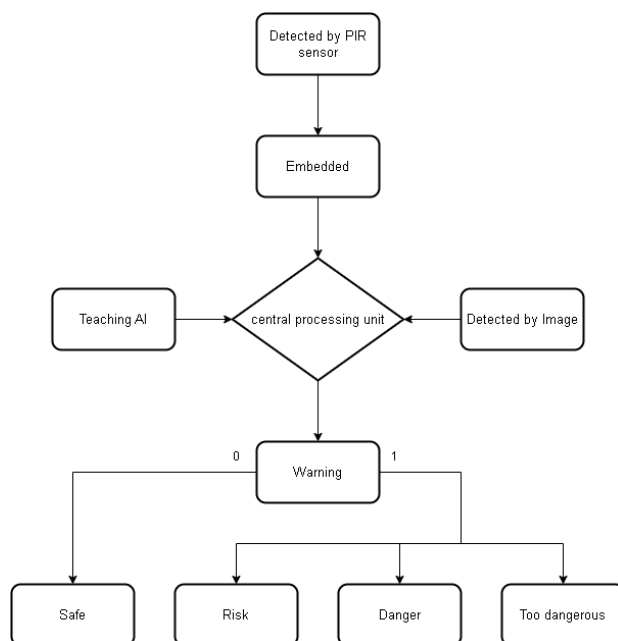 Detected by PIR
sensor
Embedded
Teaching AI
central processing unit
Detected by Image
0
Warning
1
Safe
Risk
Danger
Too dangerous